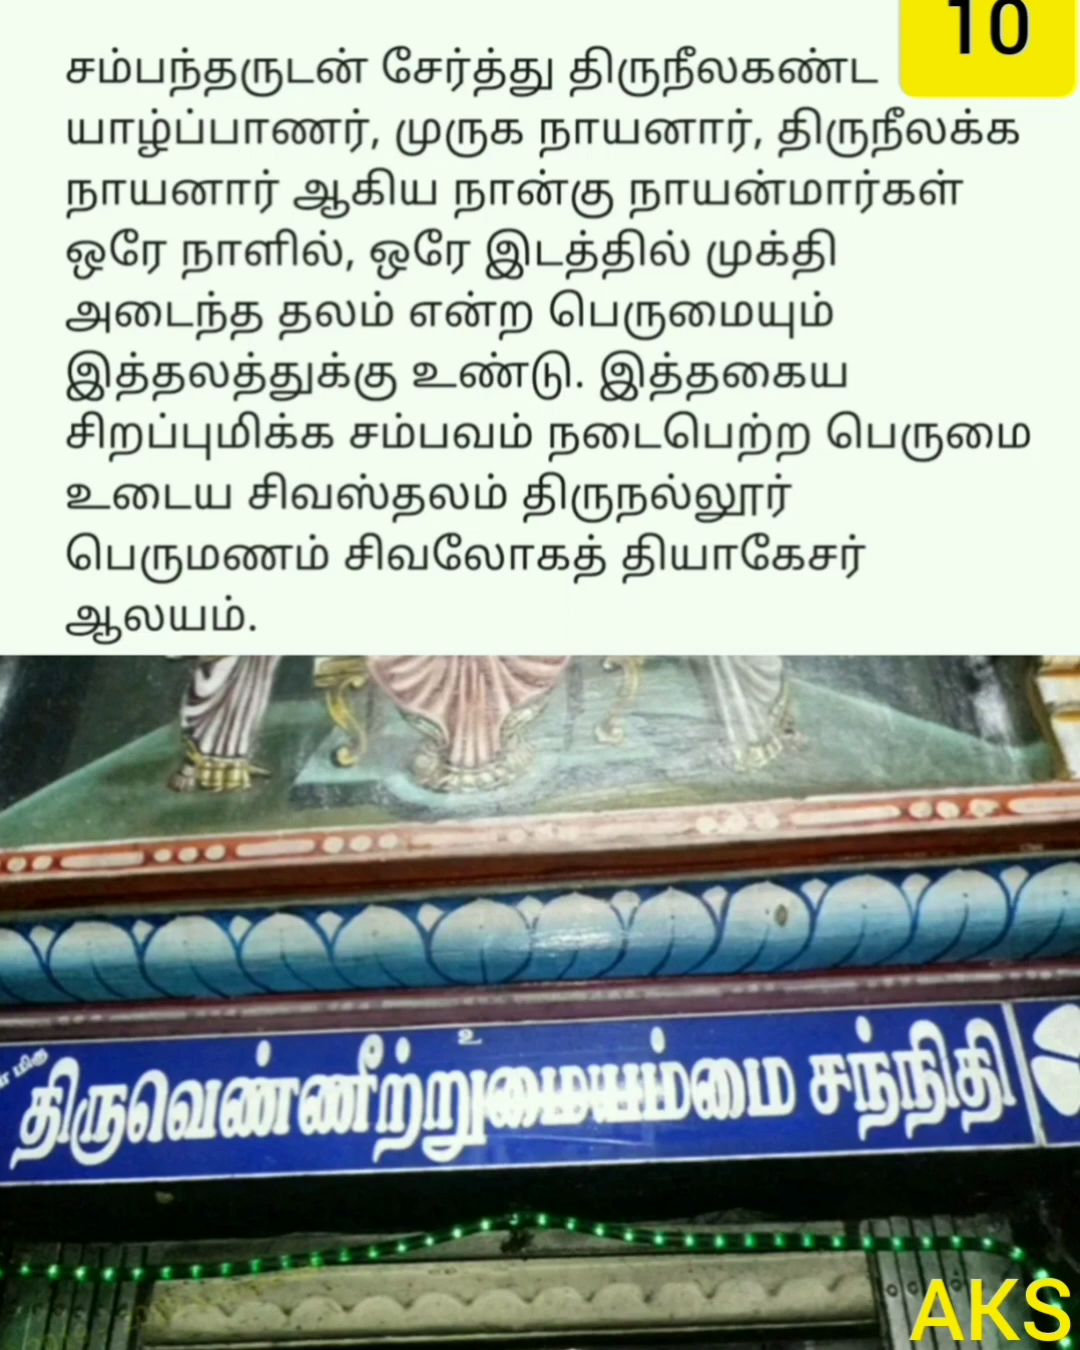 10
சம்பந்தருடன் சேர்த்து திருநீலகண்ட
யாழ்ப்பாணர், முருக நாயனார், திருநீலக்க
நாயனார் ஆகிய நான்கு நாயன்மார்கள்
ஒரே நாளில், ஒரே இடத்தில் முக்தி
அடைந்த தலம் என்ற பெருமையும்
இத்தலத்துக்கு உண்டு. இத்தகைய
சிறப்புமிக்க சம்பவம் நடைபெற்ற பெருமை
உடைய சிவஸ்தலம் திருநல்லூர்
பெருமணம் சிவலோகத் தியாகேசர்
ஆலயம்.
உ
திருவெண்ணீற்றுமையம்மை சந்நிதி
AKS